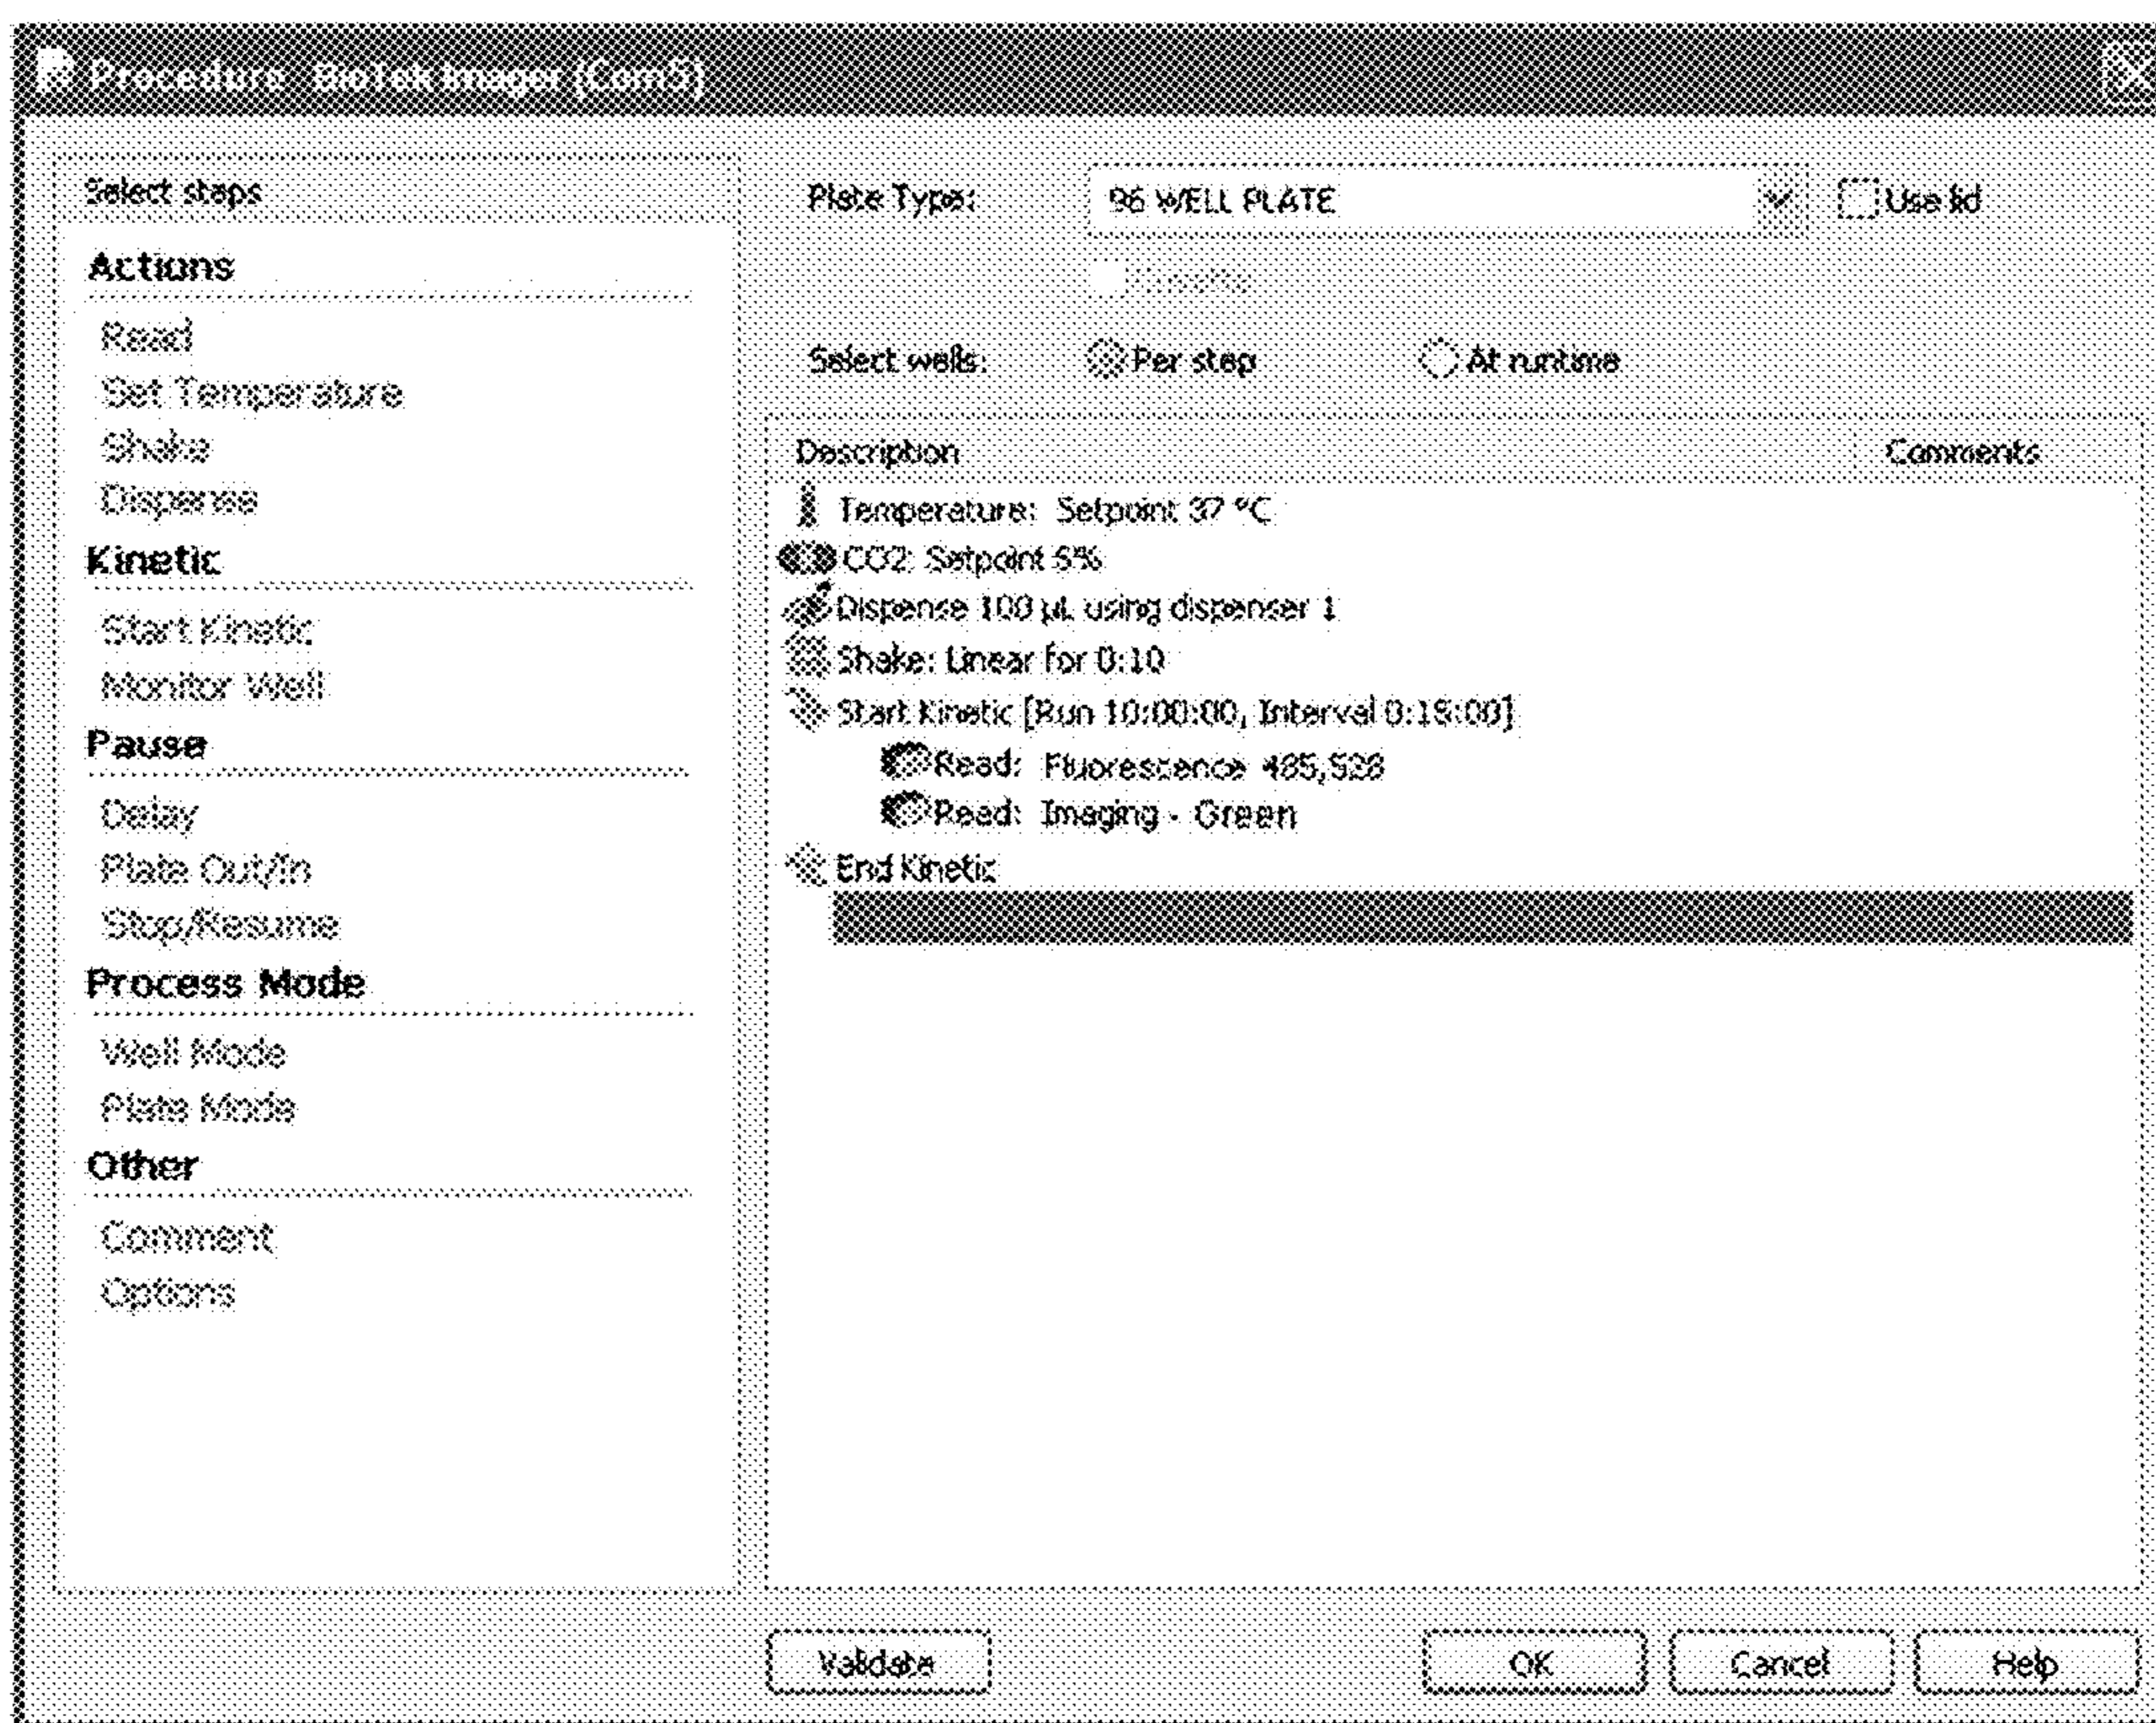 Procedure BioTek Imager (Com5)
Select steps
Actions
Read
Set Temperature
Shake
Dispense
Kinetic
Start Kinetic
Monitor Well
Pause
Delay
Plate Out/In
Stop/Resume
Process Mode
Well Mode
Plate Mode
Other
Comment
Options
Plate Type: 96 WELL PLATE Use lid
Select wells: Per step At runtime
Description Comments
Temperature: Setpoint 37 °C
CO2: Setpoint 5%
Dispense 100 µL using dispenser 1
Shake: Linear for 0:10
Start Kinetic [Run 10:00:00, Interval 0:15:00]
Read: Fluorescence 485,528
Read: Imaging - Green
End Kinetic
Validate OK Cancel Help